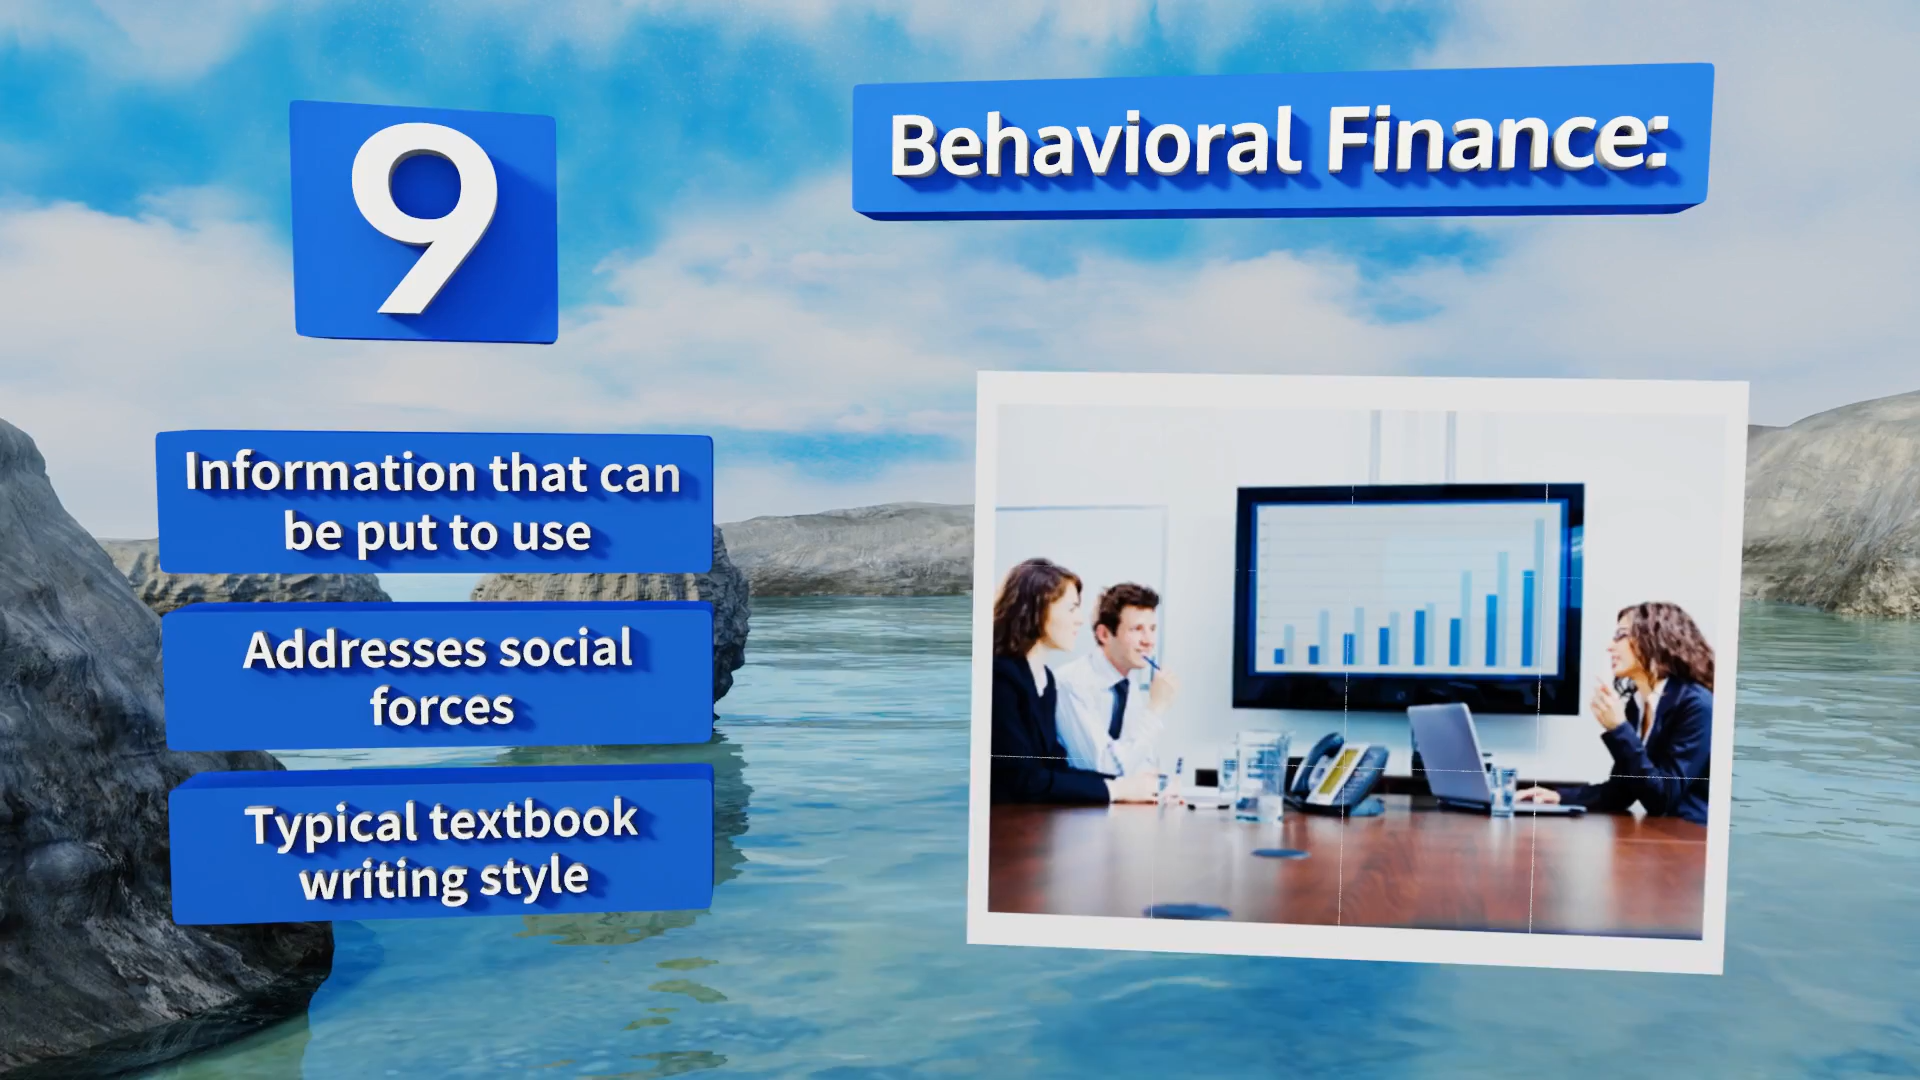 9
Behavioral Finance:
Information that can
be put to use
Addresses social
forces
Typical textbook
writing style